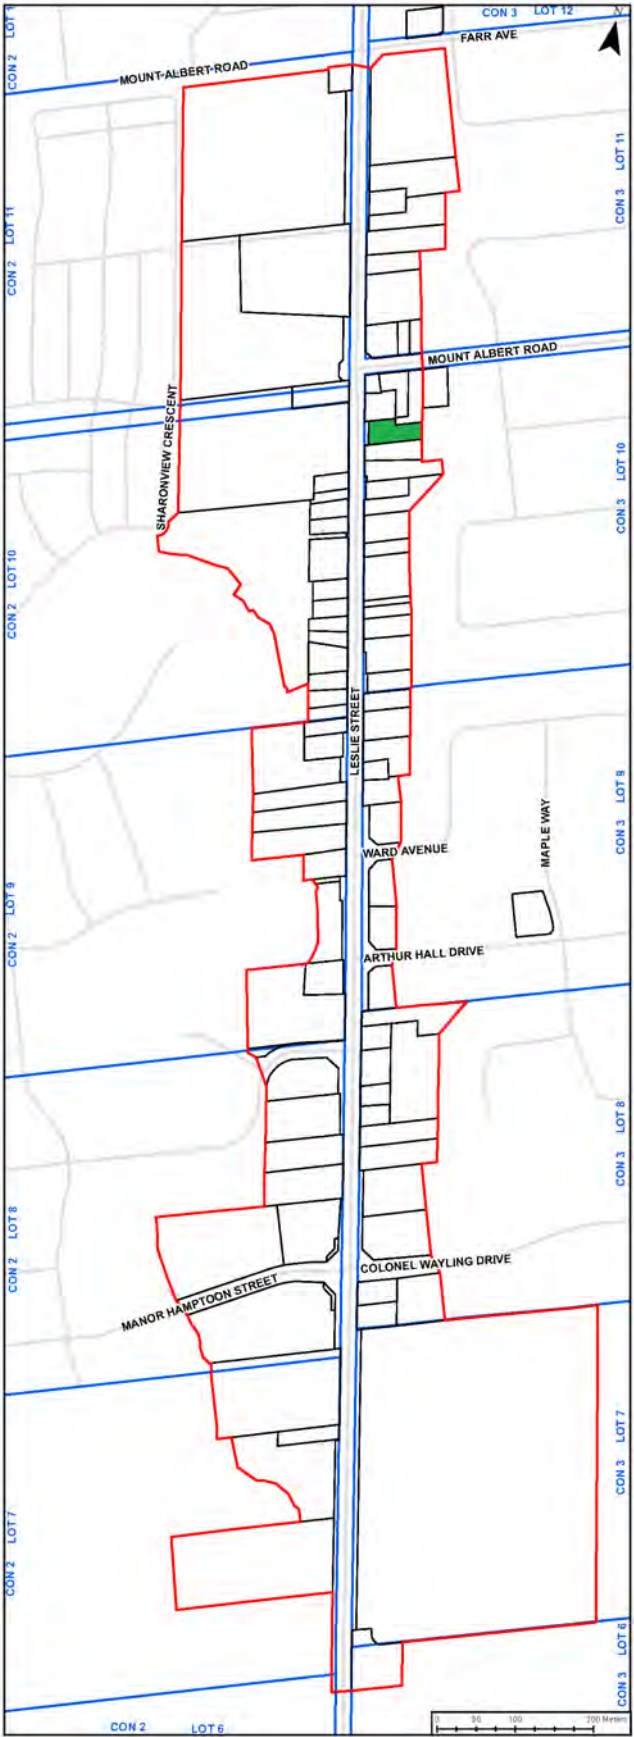 CON 3 LOT 12
N
FARR AVE
CON 2 LOT 1
MOUNT ALBERT ROAD
CON 3 LOT 11
CON 2 LOT 11
MOUNT ALBERT ROAD
SHARONVIEW CRESCENT
CON 3 LOT 10
CON 2 LOT 10
LESLIE STREET
CON 3 LOT 9
MAPLE WAY
WARD AVENUE
CON 2 LOT 9
ARTHUR HALL DRIVE
CON 3 LOT 8
CON 2 LOT 8
COLONEL WAYLING DRIVE
MANOR HAMPTOON STREET
CON 3 LOT 7
CON 2 LOT 7
CON 3 LOT 6
CON 2 LOT 6
0 50 100 200 Meters